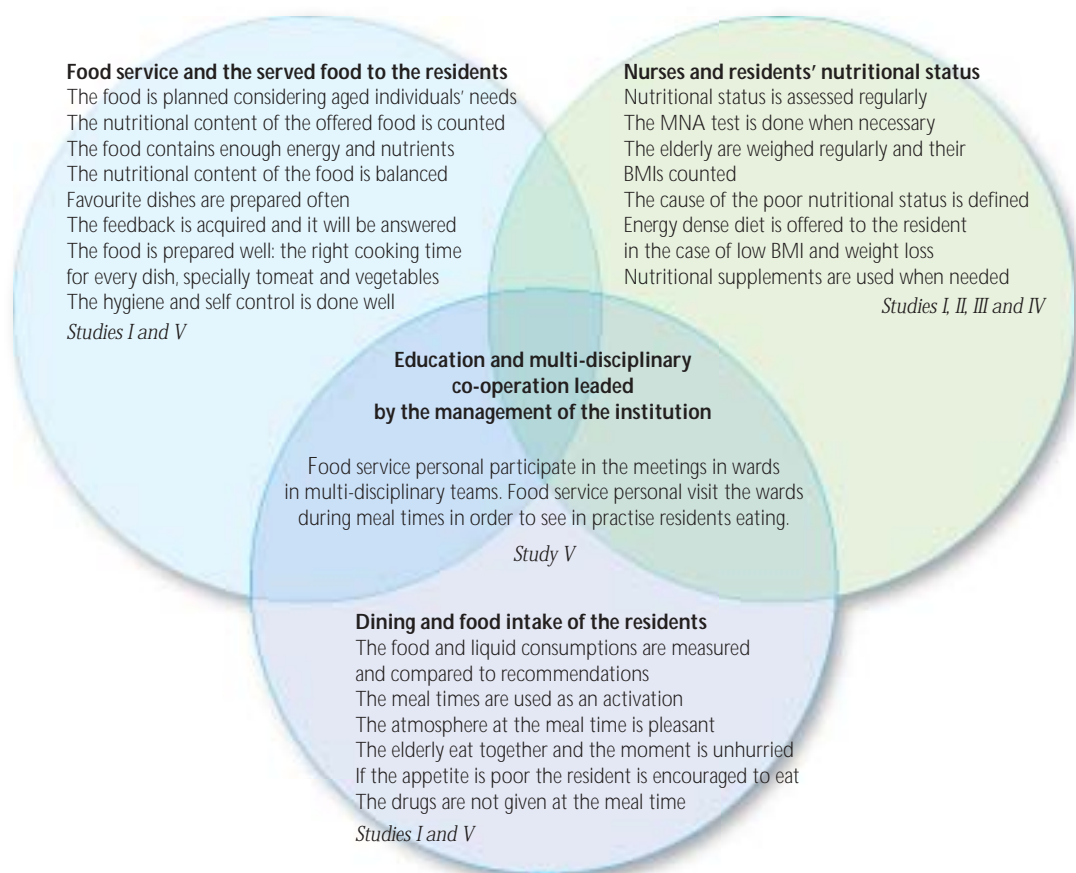 Food service and the served food to the residents
The food is planned considering aged individuals' needs
The nutritional content of the offered food is counted
The food contains enough energy and nutrients
The nutritional content of the food is balanced
Favourite dishes are prepared often
The feedback is acquired and it will be answered
The food is prepared well: the right cooking time
for every dish, specially tomeat and vegetables
The hygiene and self control is done well
Studies I and V
Nurses and residents' nutritional status
Nutritional status is assessed regularly
The MNA test is done when necessary
The elderly are weighed regularly and their
BMIs counted
The cause of the poor nutritional status is defined
Energy dense diet is offered to the resident
in the case of low BMI and weight loss
Nutritional supplements are used when needed
Studies I, II, III and IV
Education and multi-disciplinary
co-operation leaded
by the management of the institution
Food service personal participate in the meetings in wards
in multi-disciplinary teams. Food service personal visit the wards
during meal times in order to see in practise residents eating.
Study V
Dining and food intake of the residents
The food and liquid consumptions are measured
and compared to recommendations
The meal times are used as an activation
The atmosphere at the meal time is pleasant
The elderly eat together and the moment is unhurried
If the appetite is poor the resident is encouraged to eat
The drugs are not given at the meal time
Studies I and V